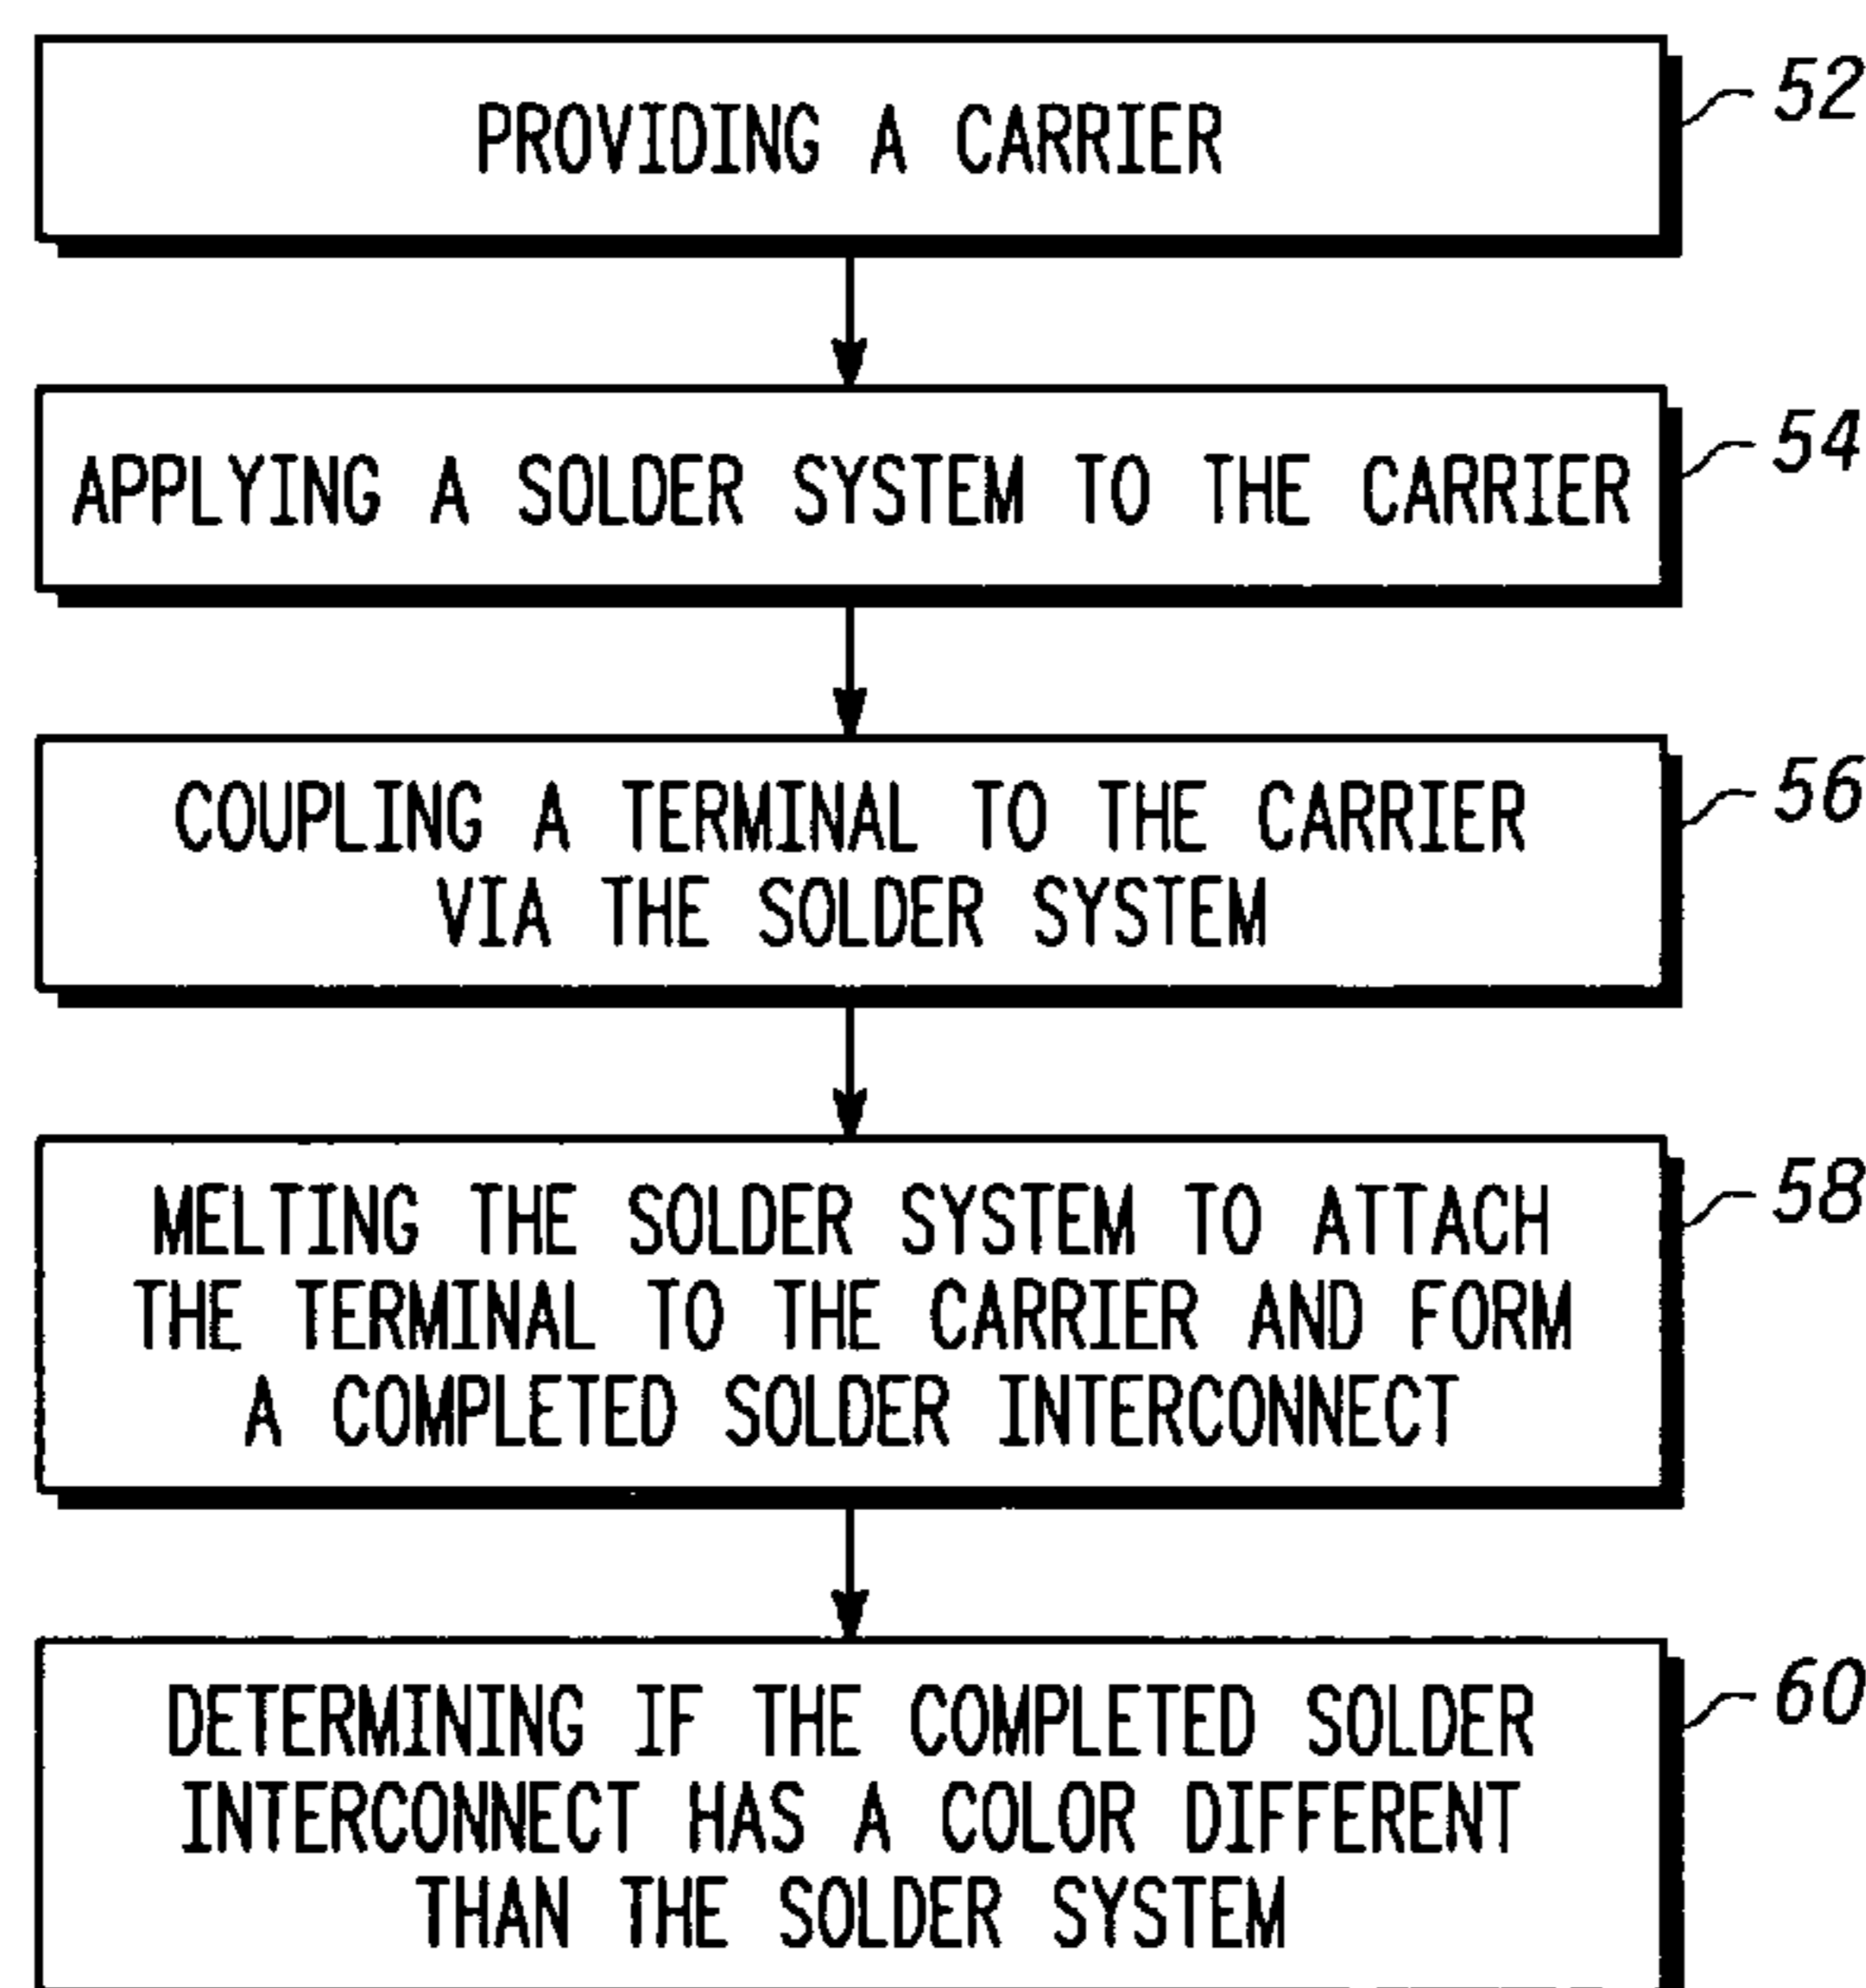 PROVIDING A CARRIER
52
APPLYING A SOLDER SYSTEM TO THE CARRIER
54
COUPLING A TERMINAL TO THE CARRIER
VIA THE SOLDER SYSTEM
56
MELTING THE SOLDER SYSTEM TO ATTACH
THE TERMINAL TO THE CARRIER AND FORM
A COMPLETED SOLDER INTERCONNECT
58
DETERMINING IF THE COMPLETED SOLDER
INTERCONNECT HAS A COLOR DIFFERENT
THAN THE SOLDER SYSTEM
60